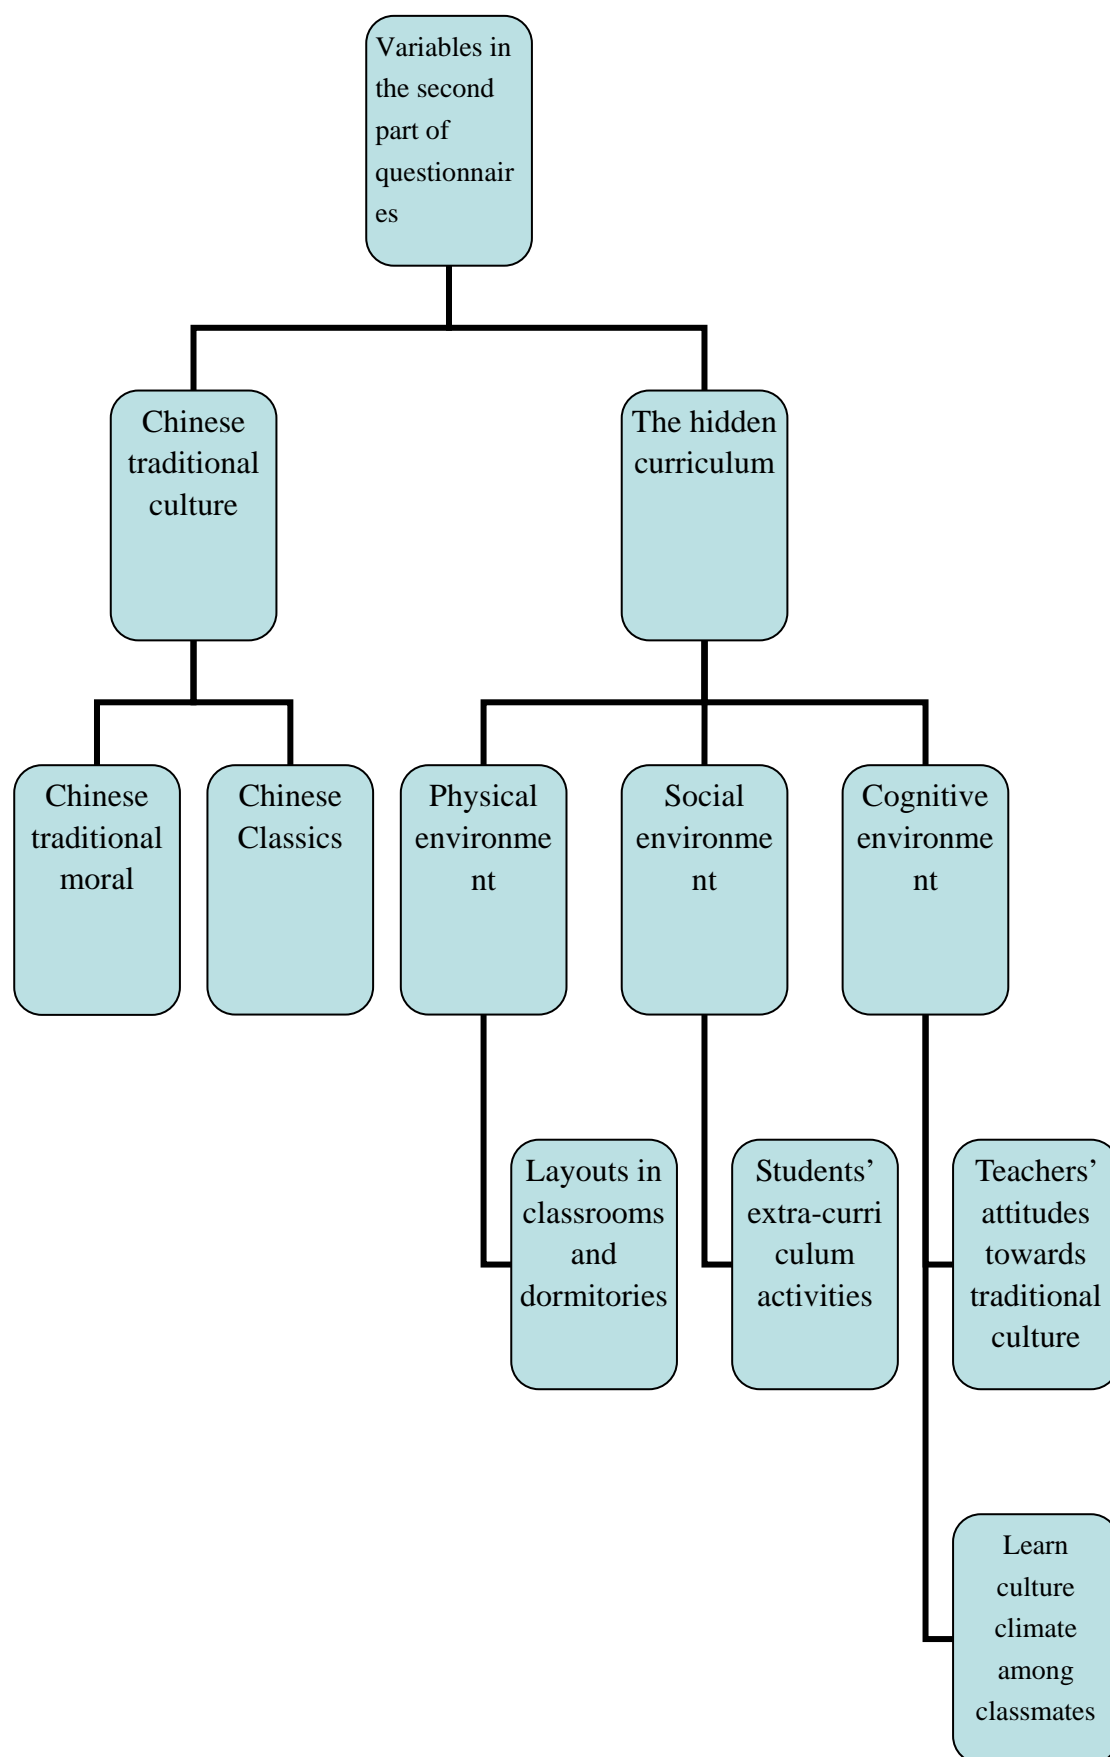 Variables in
the second
part of
questionnair
es
Chinese
traditional
culture
The hidden
curriculum
Chinese
traditional
moral
Chinese
Classics
Physical
environme
nt
Social
environme
nt
Cognitive
environme
nt
Layouts in
classrooms
and
dormitories
Students’
extra-curri
culum
activities
Teachers’
attitudes
towards
traditional
culture
Learn
culture
climate
among
classmates